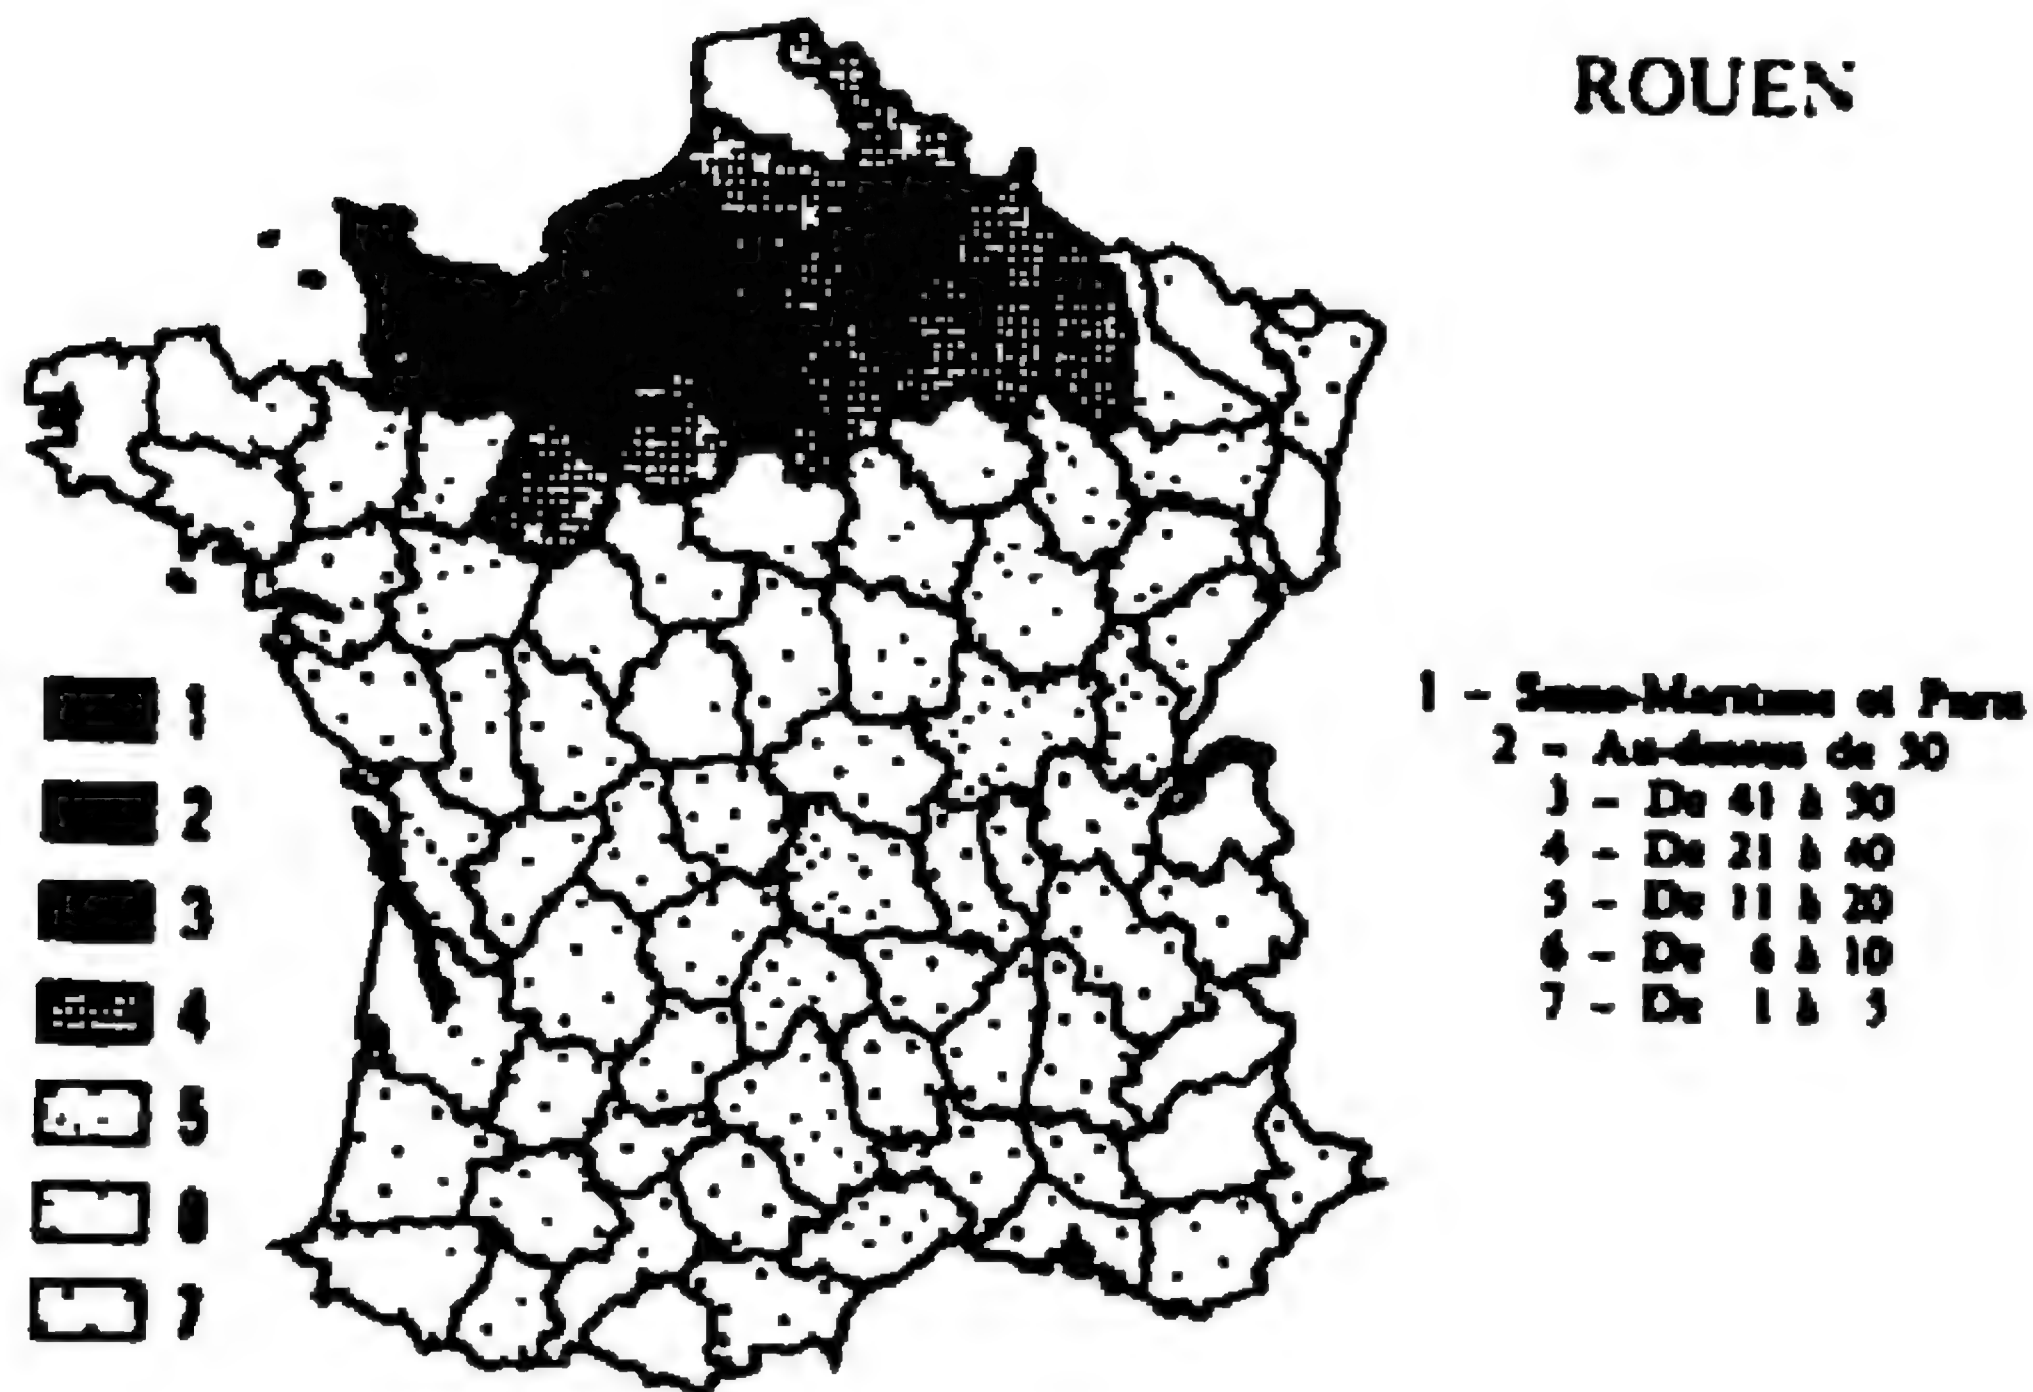 ROUEN
1
2
3
4
5
7
1 - Seine-Maritime et Paris
2 - Au-dessus de 50
3 - De 41 à 50
4 - De 21 à 40
5 - De 11 à 20
6 - De 6 à 10
7 - De 1 à 5